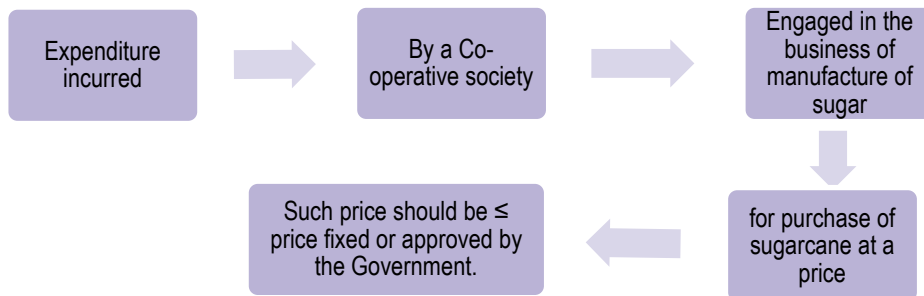 Expenditure
incurred
By a Co-
operative society
Engaged in the
business of
manufacture of
sugar
for purchase of
sugarcane at a
price
Such price should be ≤
price fixed or approved by
the Government.